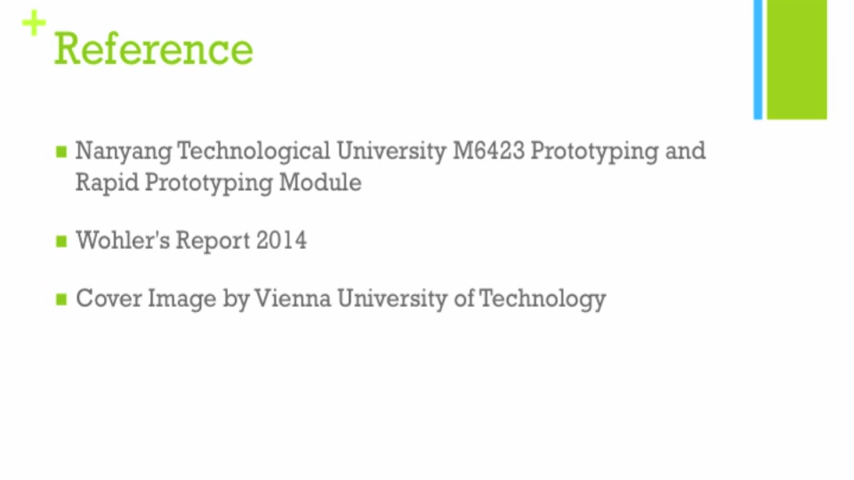 +
Reference
Nanyang Technological University M6423 Prototyping and
Rapid Prototyping Module
Wohler's Report 2014
Cover Image by Vienna University of Technology